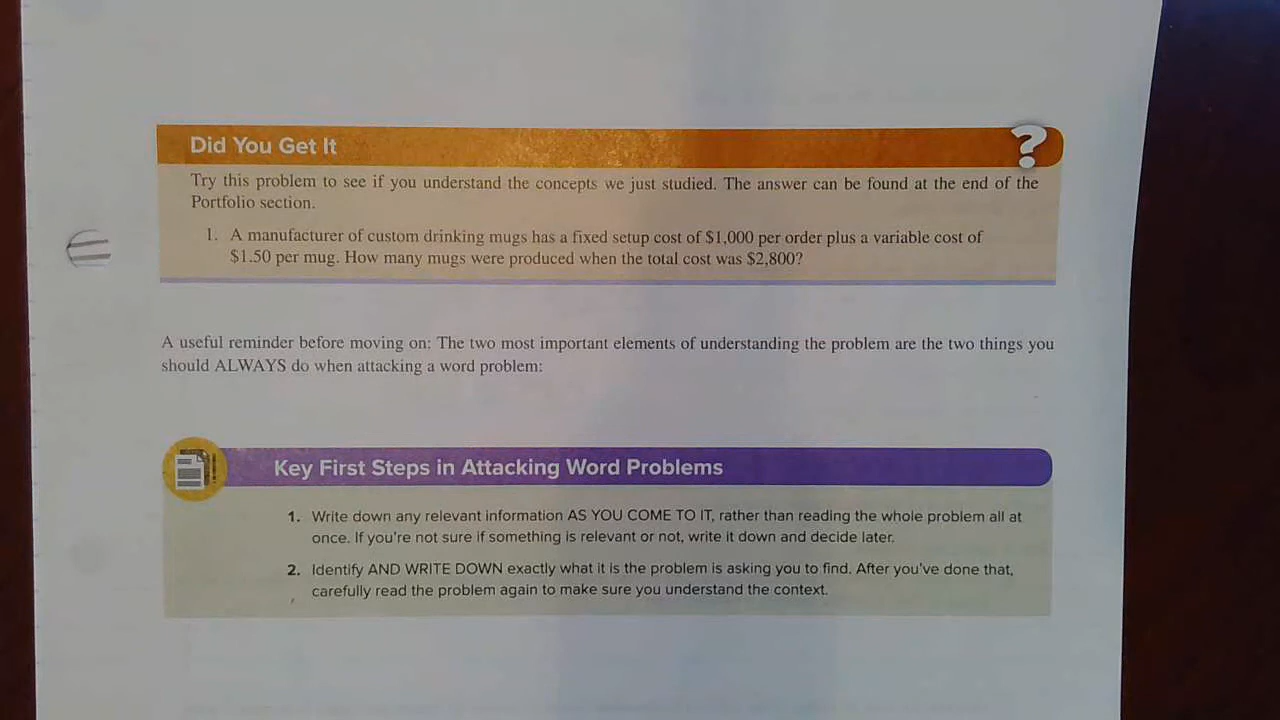 Did You Get It
?
Try this problem to see if you understand the concepts we just studied. The answer can be found at the end of the
Portfolio section.
1. A manufacturer of custom drinking mugs has a fixed setup cost of $1,000 per order plus a variable cost of
$1.50 per mug. How many mugs were produced when the total cost was $2,800?
A useful reminder before moving on: The two most important elements of understanding the problem are the two things you
should ALWAYS do when attacking a word problem:
Key First Steps in Attacking Word Problems
1. Write down any relevant information AS YOU COME TO IT, rather than reading the whole problem all at
once. If you're not sure if something is relevant or not, write it down and decide later.
2. Identify AND WRITE DOWN exactly what it is the problem is asking you to find. After you've done that,
carefully read the problem again to make sure you understand the context.